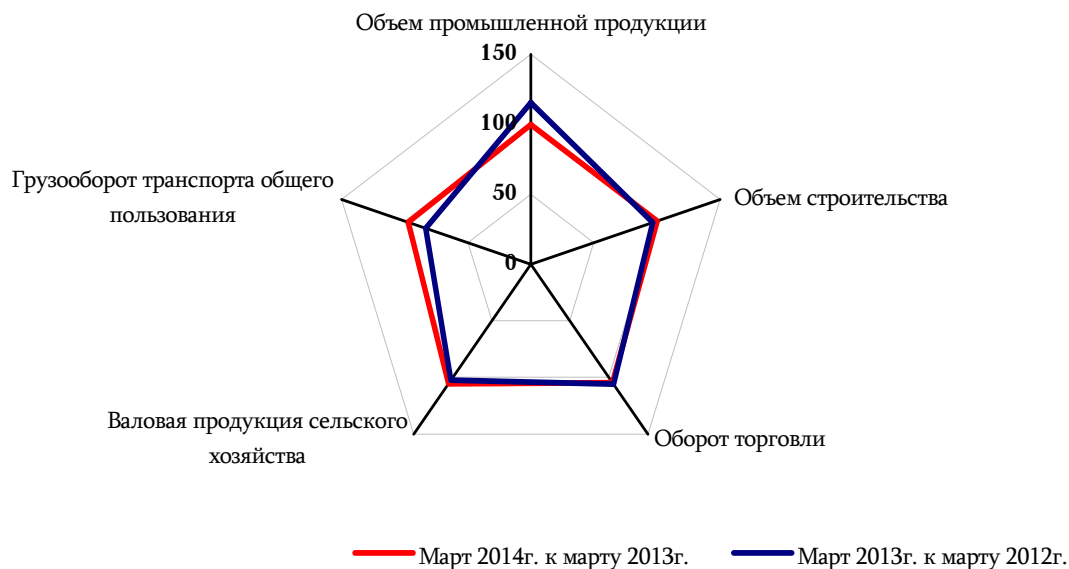 Объем промышленной продукции
150
100
50
0
Объем строительства
Оборот торговли
Валовая продукция сельского
хозяйства
Грузооборот транспорта общего
пользования
Март 2014г. к марту 2013г.
Март 2013г. к марту 2012г.